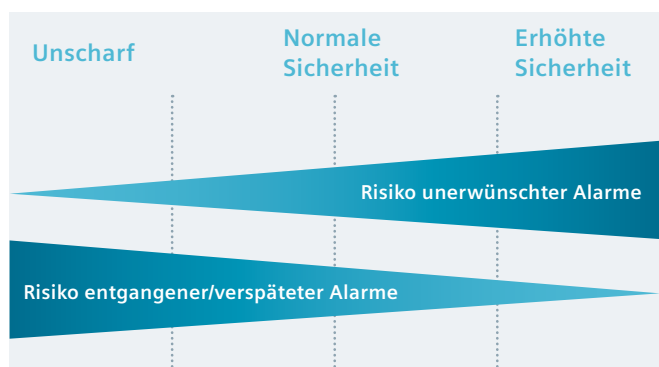 Unscharf
Normale
Sicherheit
Erhöhte
Sicherheit
Risiko unerwünschter Alarme
Risiko entgangener/verspäteter Alarme